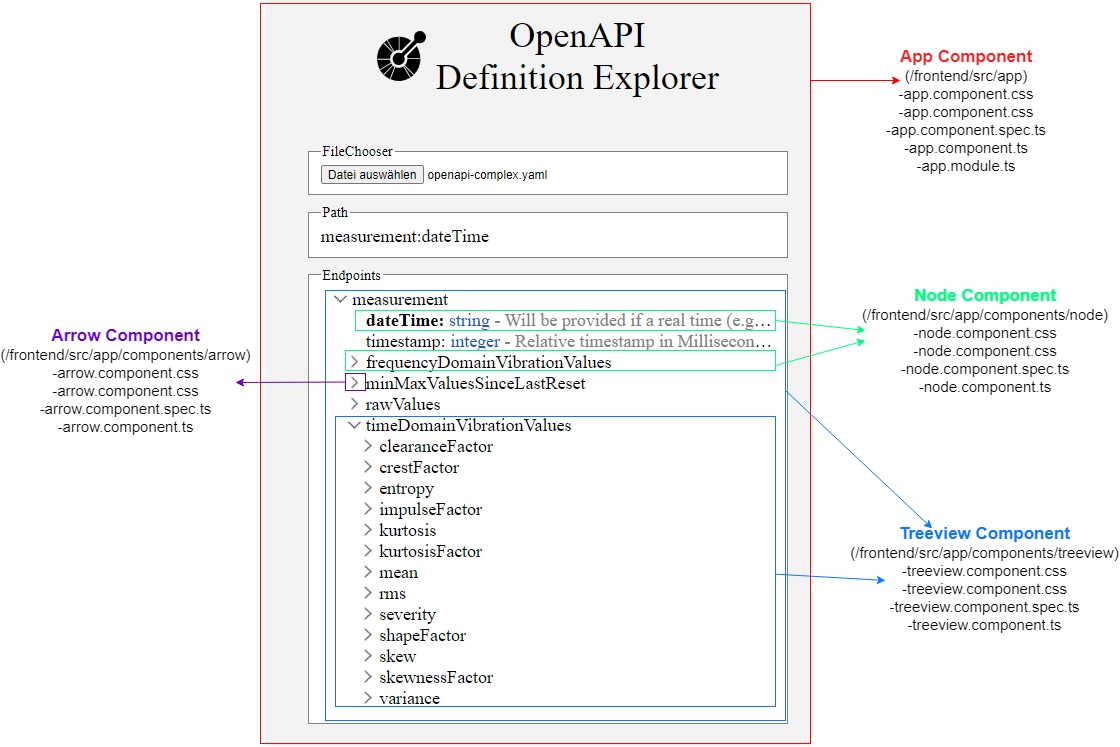 OpenAPI
Definition Explorer
FileChooser
Datei auswählen openapi-complex.yaml
Path
measurement:dateTime
Endpoints
measurement
dateTime: string - Will be provided if a real time (e.g…
timestamp: integer - Relative timestamp in Millisecon…
frequencyDomainVibrationValues
minMaxValuesSinceLastReset
rawValues
timeDomainVibrationValues
clearanceFactor
crestFactor
entropy
impulseFactor
kurtosis
kurtosisFactor
mean
rms
severity
shapeFactor
skew
skewnessFactor
variance
Arrow Component
(/frontend/src/app/components/arrow)
-arrow.component.css
-arrow.component.css
-arrow.component.spec.ts
-arrow.component.ts
App Component
(/frontend/src/app)
-app.component.css
-app.component.css
-app.component.spec.ts
-app.component.ts
-app.module.ts
Node Component
(/frontend/src/app/components/node)
-node.component.css
-node.component.css
-node.component.spec.ts
-node.component.ts
Treeview Component
(/frontend/src/app/components/treeview)
-treeview.component.css
-treeview.component.css
-treeview.component.spec.ts
-treeview.component.ts